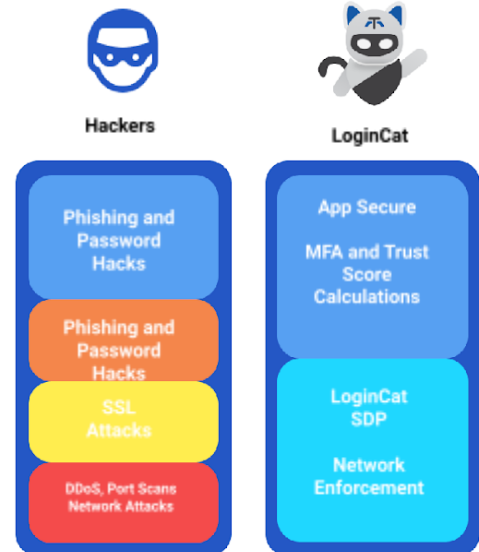 Hackers
Phishing and
Password
Hacks
Phishing and
Password
Hacks
SSL
Attacks
DDoS, Port Scans
Network Attacks
LoginCat
App Secure
MFA and Trust
Score
Calculations
LoginCat
SDP
Network
Enforcement